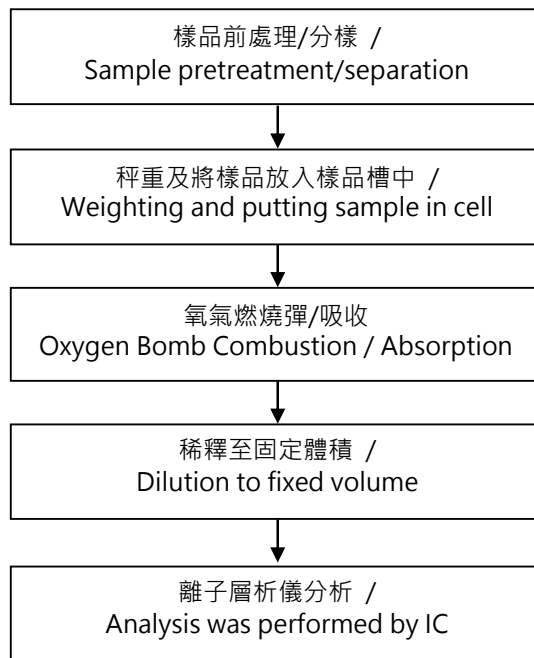 樣品前處理/分樣 /
Sample pretreatment/separation
秤重及將樣品放入樣品槽中 /
Weighting and putting sample in cell
氧氣燃燒彈/吸收
Oxygen Bomb Combustion / Absorption
稀釋至固定體積 /
Dilution to fixed volume
離子層析儀分析 /
Analysis was performed by IC